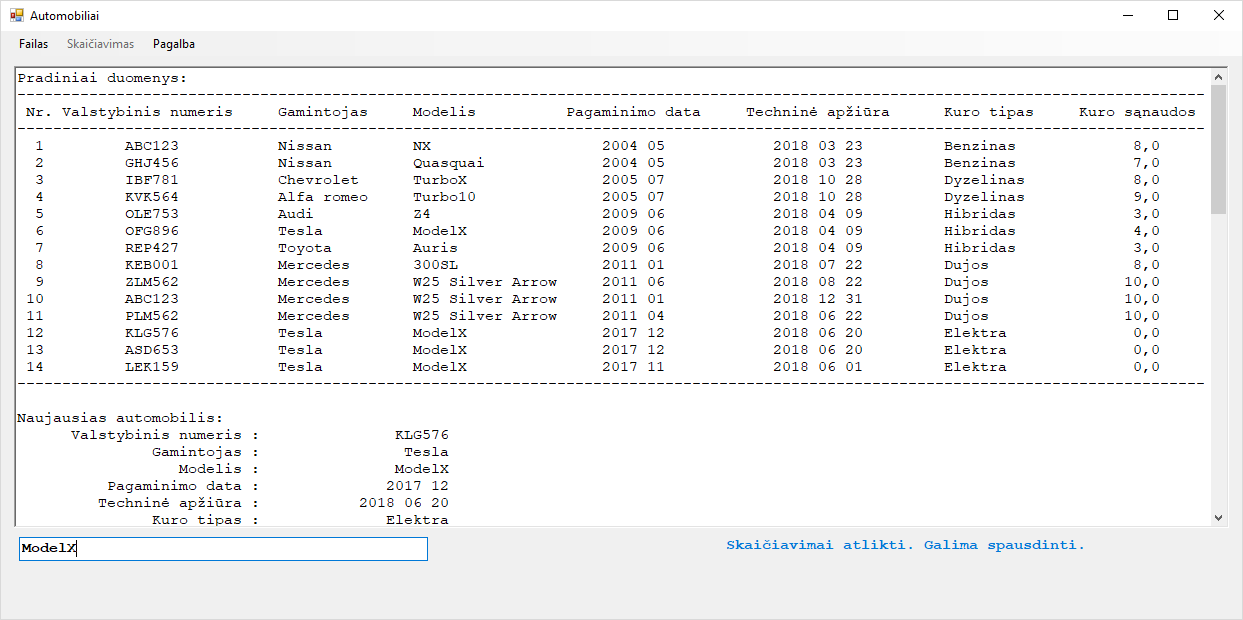 Automobiliai
Failas Skaičiavimas Pagalba
Pradiniai duomenys:
Nr. Valstybinis numeris Gamintojas Modelis Pagaminimo data Techninė apžiūra Kuro tipas Kuro sąnaudos
1 ABC123 Nissan NX 2004 05 2018 03 23 Benzinas 8,0
2 GHJ456 Nissan Quasquai 2004 05 2018 03 23 Benzinas 7,0
3 IBF781 Chevrolet TurboX 2005 07 2018 10 28 Dyzelinas 8,0
4 KVK564 Alfa romeo Turbo10 2005 07 2018 10 28 Dyzelinas 9,0
5 OLE753 Audi Z4 2009 06 2018 04 09 Hibridas 3,0
6 OFG896 Tesla ModelX 2009 06 2018 04 09 Hibridas 4,0
7 REP427 Toyota Auris 2009 06 2018 04 09 Hibridas 3,0
8 KEB001 Mercedes 300SL 2011 01 2018 07 22 Dujos 8,0
9 ZLM562 Mercedes W25 Silver Arrow 2011 06 2018 08 22 Dujos 10,0
10 ABC123 Mercedes W25 Silver Arrow 2011 01 2018 12 31 Dujos 10,0
11 PLM562 Mercedes W25 Silver Arrow 2011 04 2018 06 22 Dujos 10,0
12 KLG576 Tesla ModelX 2017 12 2018 06 20 Elektra 0,0
13 ASD653 Tesla ModelX 2017 12 2018 06 20 Elektra 0,0
14 LEK159 Tesla ModelX 2017 11 2018 06 01 Elektra 0,0
Naujausias automobilis:
Valstybinis numeris : KLG576
Gamintojas : Tesla
Modelis : ModelX
Pagaminimo data : 2017 12
Techninė apžiūra : 2018 06 20
Kuro tipas : Elektra
ModelX
Skaičiavimai atlikti. Galima spausdinti.